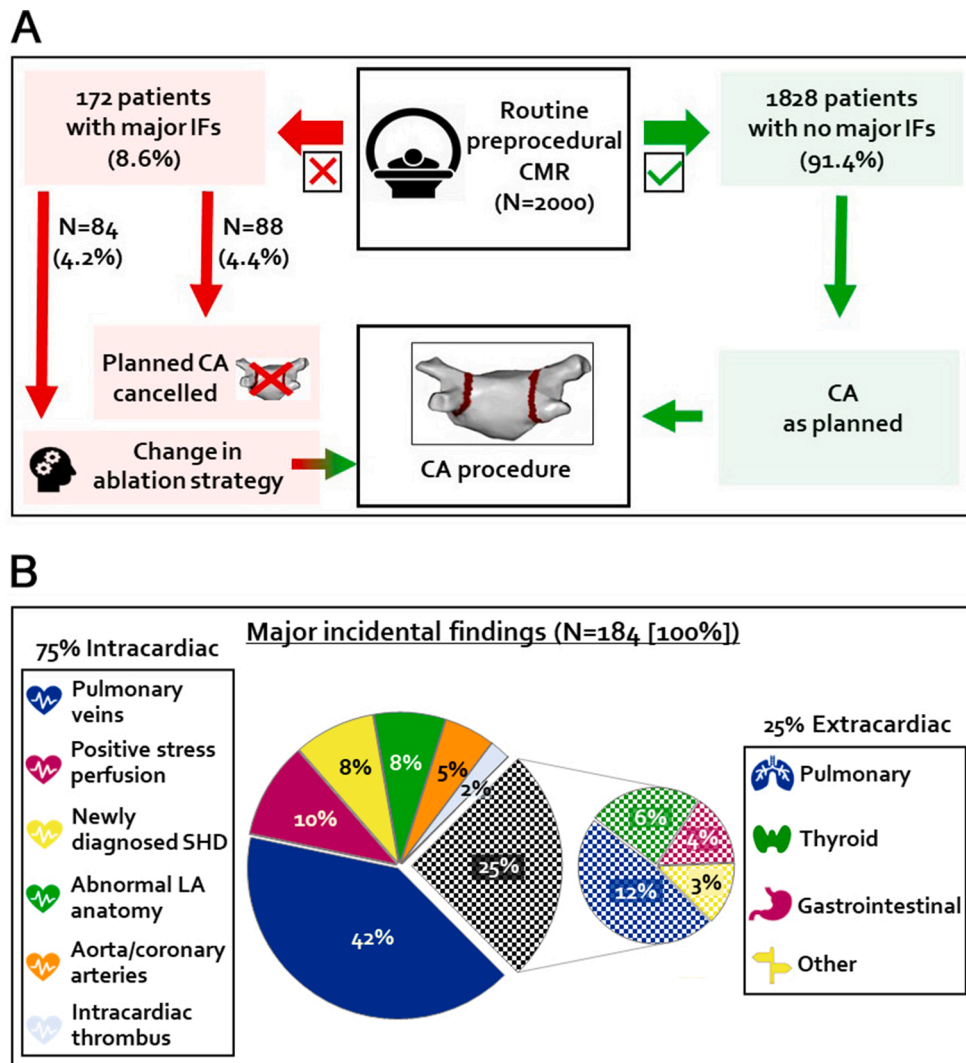 A
172 patients
with major IFs
(8.6%)
Routine
preprocedural
CMR
(N=2000)
1828 patients
with no major IFs
(91.4%)
N=84
(4.2%)
N=88
(4.4%)
Planned CA
cancelled
Change in
ablation strategy
CA procedure
CA
as planned
B
Major incidental findings (N=184 [100%])
75% Intracardiac
Pulmonary
veins
Positive stress
perfusion
Newly
diagnosed SHD
Abnormal LA
anatomy
Aorta/coronary
arteries
Intracardiac
thrombus
8%
8%
5%
2%
10%
25%
42%
6%
4%
12%
3%
25% Extracardiac
Pulmonary
Thyroid
Gastrointestinal
Other